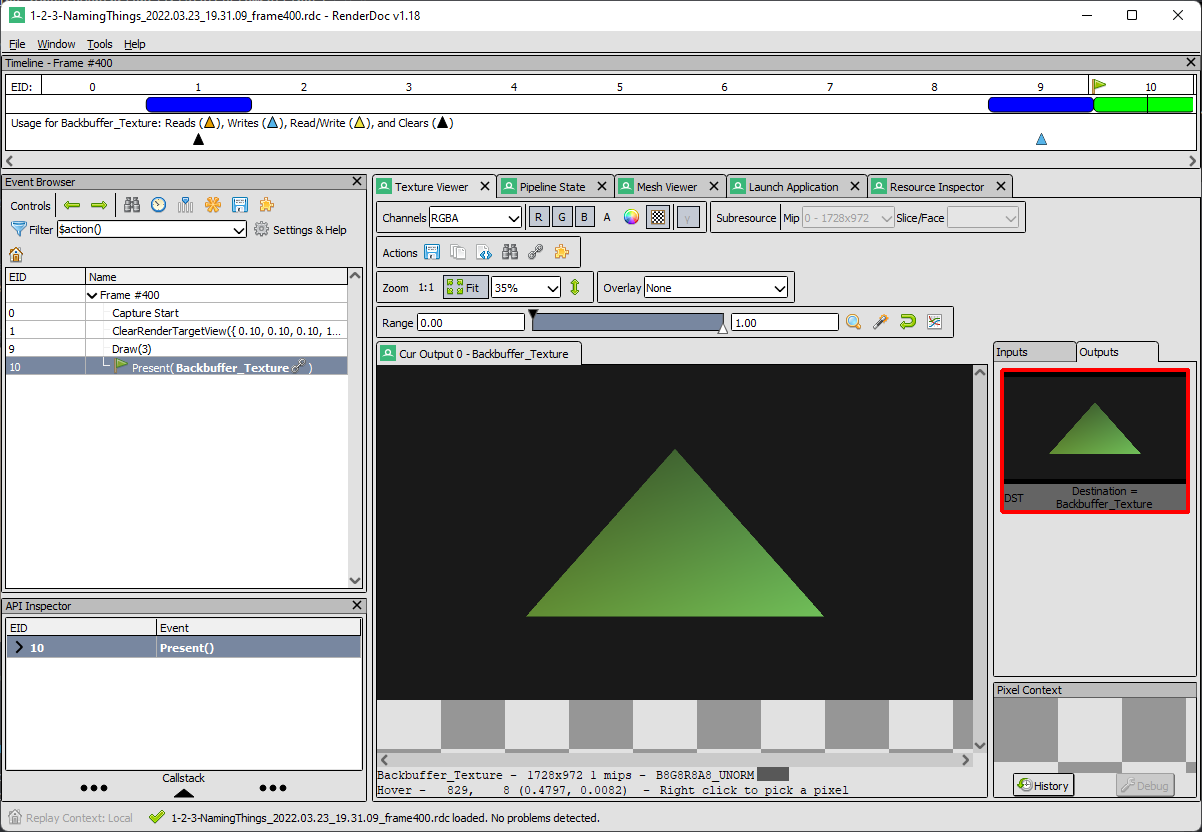 1-2-3-NamingThings_2022.03.23_19.31.09_frame400.rdc - RenderDoc v1.18
File Window Tools Help
Timeline - Frame #400
EID: 0 1 2 3 4 5 6 7 8 9 10
Usage for Backbuffer_Texture: Reads ( ), Writes ( ), Read/Write ( ), and Clears ( )
Event Browser
Controls
Filter $action() Settings & Help
EID Name
Frame #400
0 Capture Start
1 ClearRenderTargetView({ 0.10, 0.10, 0.10, 1...
9 Draw(3)
10 Present( Backbuffer_Texture )
API Inspector
EID Event
10 Present()
Callstack
Texture Viewer Pipeline State Mesh Viewer Launch Application Resource Inspector
Channels RGBA R G B A γ Subresource Mip 0 - 1728x972 Slice/Face
Actions
Zoom 1:1 Fit 35% Overlay None
Range 0.00 1.00
Cur Output 0 - Backbuffer_Texture
Backbuffer_Texture - 1728x972 1 mips - B8G8R8A8_UNORM
Hover - 829, 8 (0.4797, 0.0082) - Right click to pick a pixel
Inputs Outputs
DST Destination =
Backbuffer_Texture
Pixel Context
History Debug
Replay Context: Local 1-2-3-NamingThings_2022.03.23_19.31.09_frame400.rdc loaded. No problems detected.